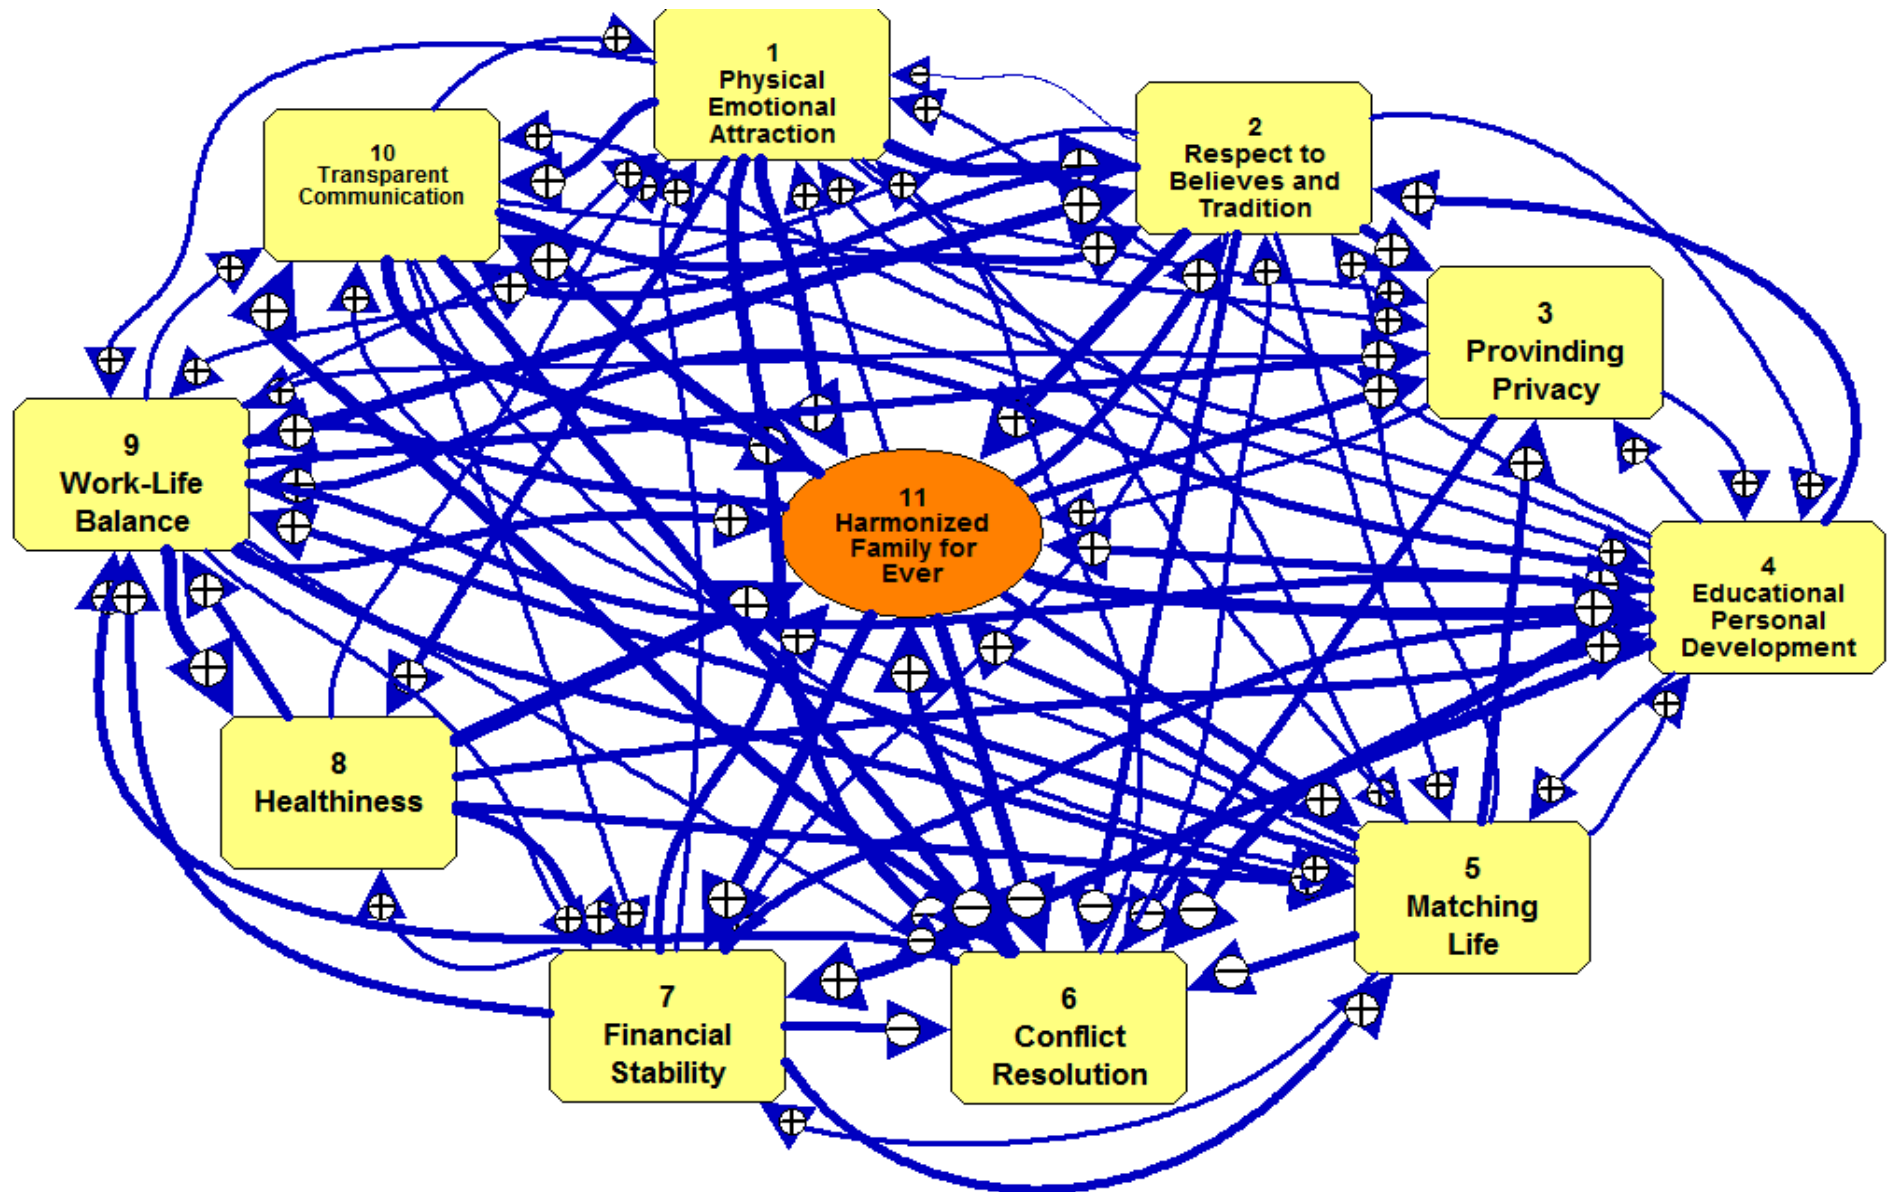 1
Physical
Emotional
Attraction
2
Respect to
Believes and
Tradition
3
Provinding
Privacy
4
Educational
Personal
Development
5
Matching
Life
6
Conflict
Resolution
7
Financial
Stability
8
Healthiness
9
Work-Life
Balance
10
Transparent
Communication
11
Harmonized
Family for
Ever